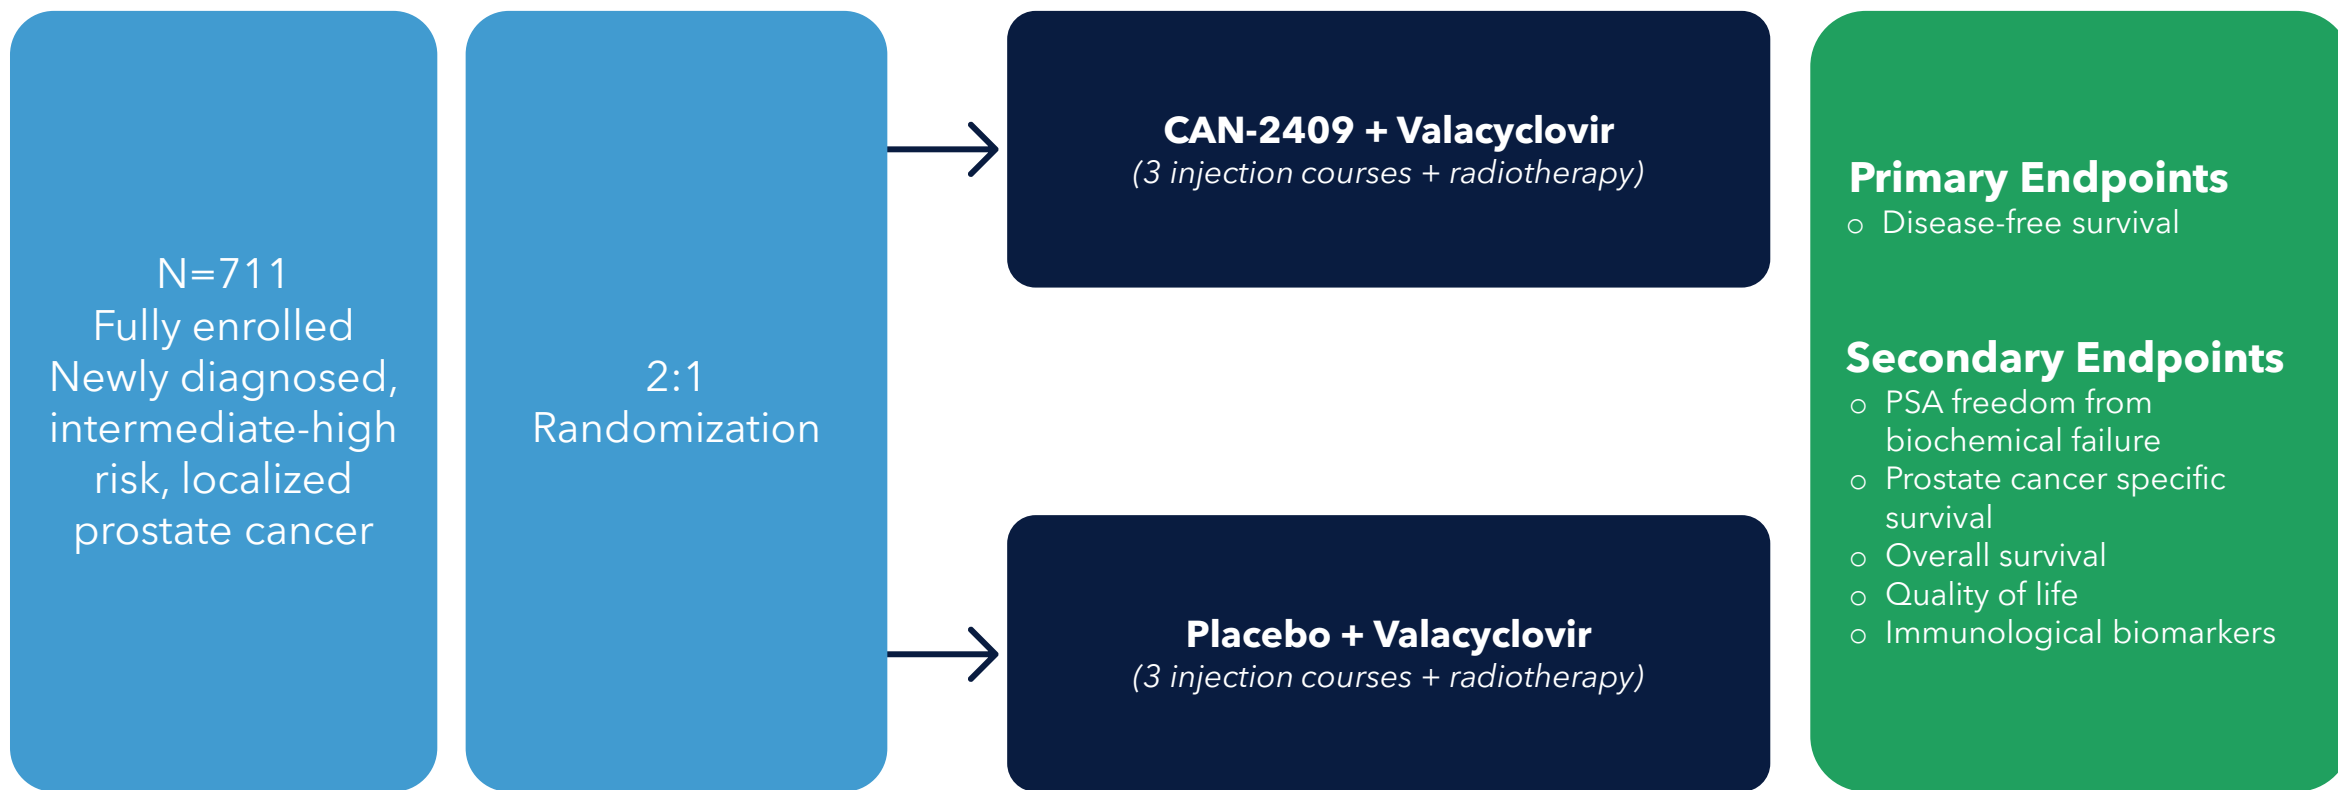 N=711
Fully enrolled
Newly diagnosed,
intermediate-high
risk, localized
prostate cancer
2:1
Randomization
CAN-2409 + Valacyclovir
(3 injection courses + radiotherapy)
Placebo + Valacyclovir
(3 injection courses + radiotherapy)
Primary Endpoints
o Disease-free survival
Secondary Endpoints
o PSA freedom from
biochemical failure
o Prostate cancer specific
survival
o Overall survival
o Quality of life
o Immunological biomarkers